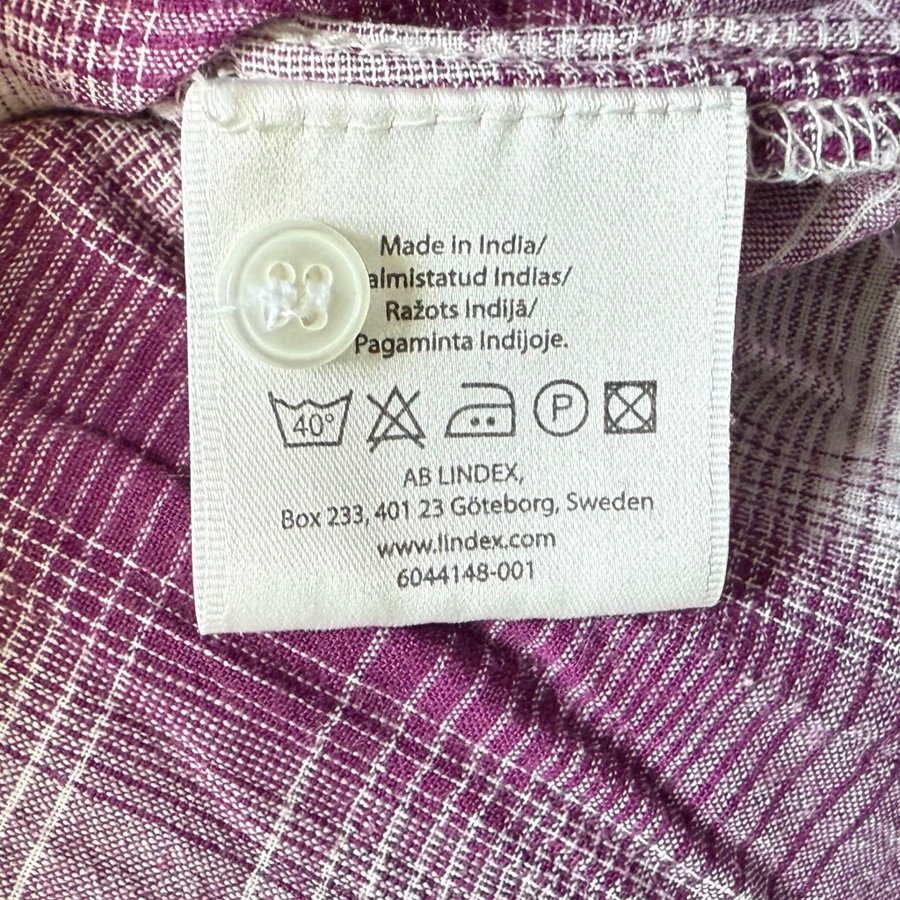 Made in India/
Indias/
Ražots Indijā/
Pagaminta Indijoje.
40° P
AB LINDEX,
Box 233, 401 23 Göteborg, Sweden
www.lindex.com
6044148-001